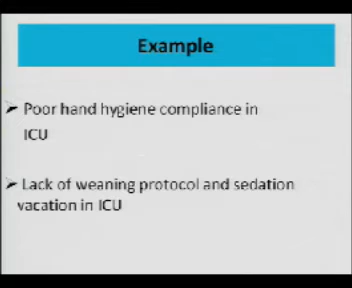 Example
➤ Poor hand hygiene compliance in
ICU
➤ Lack of weaning protocol and sedation
vacation in ICU